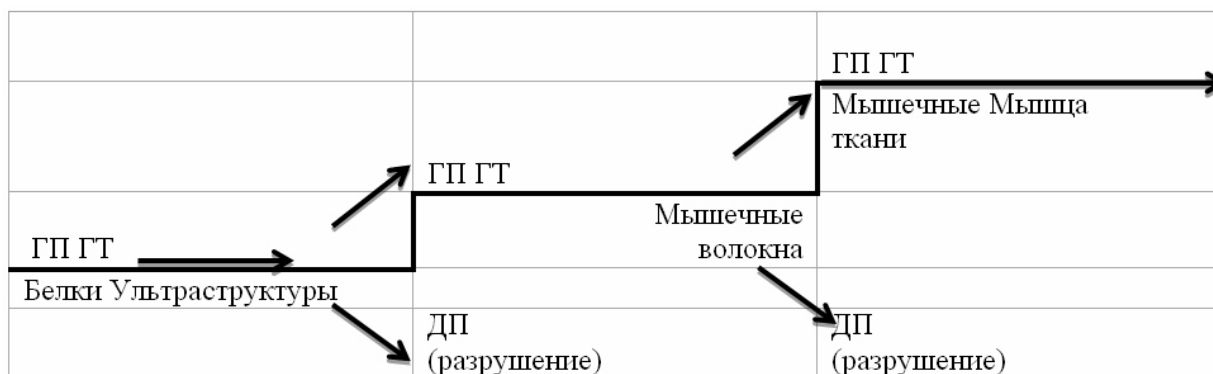 ГП ГТ
Мышечные Мышца
ткани
ГП ГТ
Мышечные
волокна
ГП ГТ
Белки Ультраструктуры
ДП
(разрушение)
ДП
(разрушение)